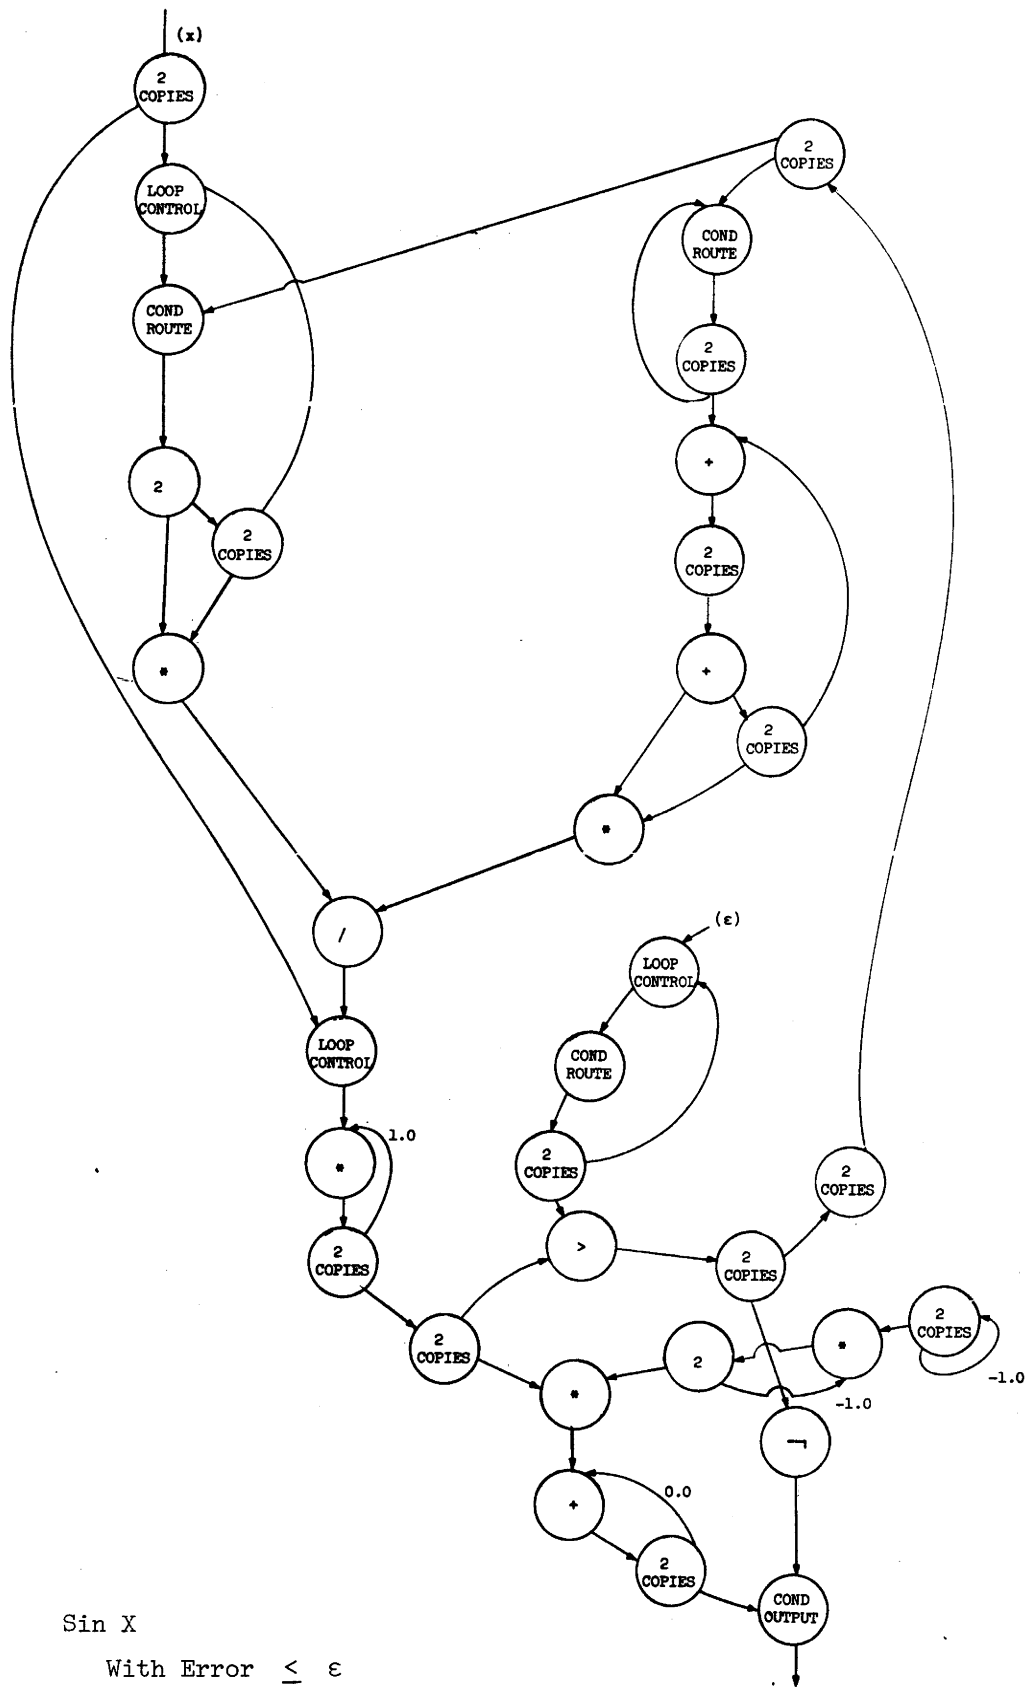 (x)
2
COPIES
2
COPIES
LOOP
CONTROL
COND
ROUTE
COND
ROUTE
2
COPIES
+
2
2
COPIES
2
COPIES
*
+
2
COPIES
*
/
(ε)
LOOP
CONTROL
LOOP
CONTROL
COND
ROUTE
1.0
*
2
COPIES
2
COPIES
2
COPIES
>
2
COPIES
2
COPIES
2
COPIES
*
2
-1.0
*
-1.0
¬
0.0
+
2
COPIES
COND
OUTPUT
Sin X
With Error ≤ ε